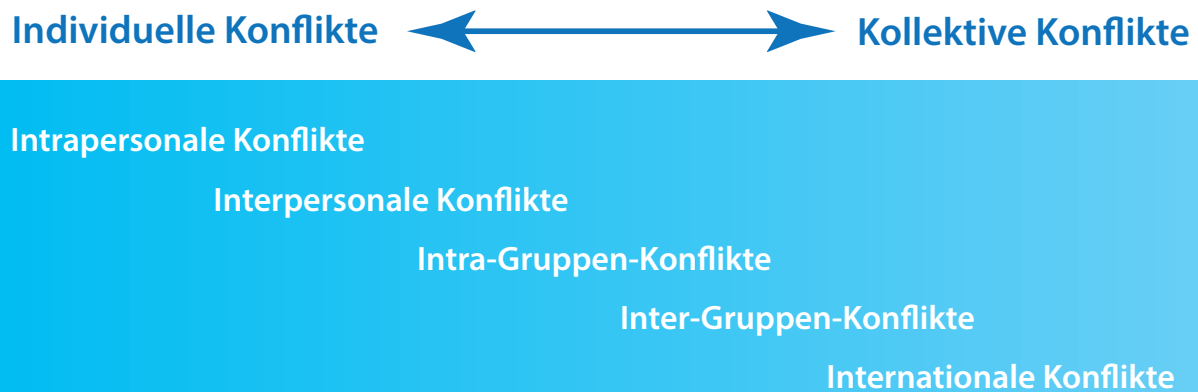 Individuelle Konflikte Kollektive Konflikte
Intrapersonale Konflikte
Interpersonale Konflikte
Intra-Gruppen-Konflikte
Inter-Gruppen-Konflikte
Internationale Konflikte